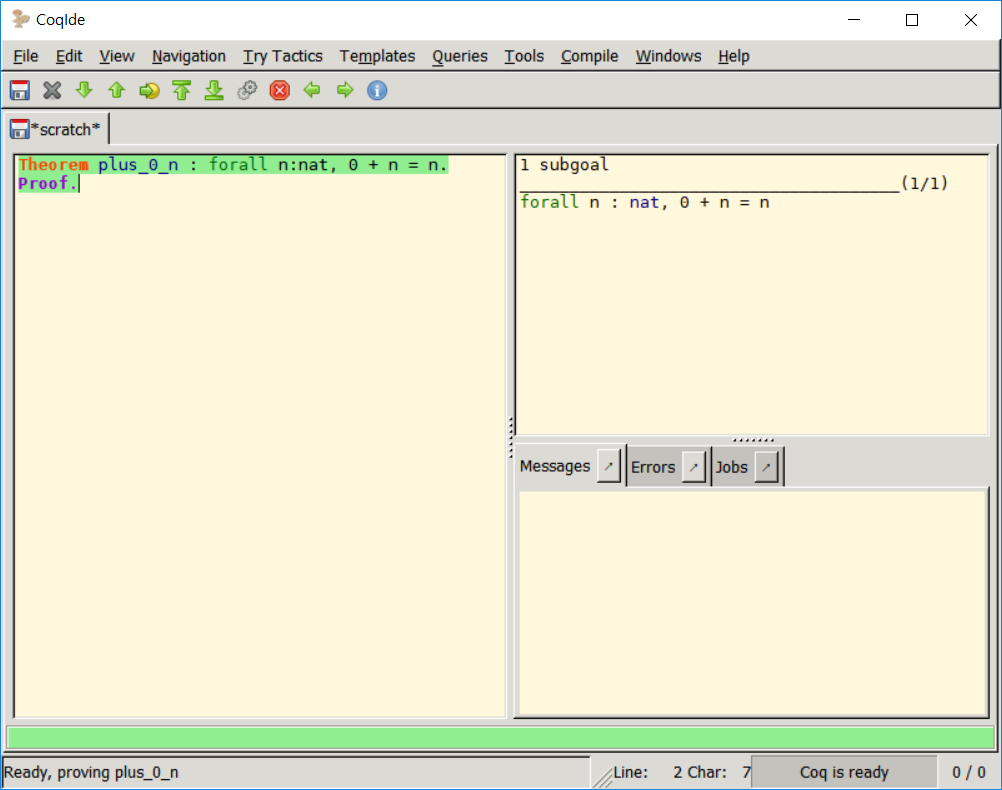 CoqIde
File Edit View Navigation Try Tactics Templates Queries Tools Compile Windows Help
*scratch*
Theorem plus_0_n : forall n:nat, 0 + n = n.
Proof.
1 subgoal
______________________________________(1/1)
forall n : nat, 0 + n = n
Messages Errors Jobs
Ready, proving plus_0_n Line: 2 Char: 7 Coq is ready 0 / 0